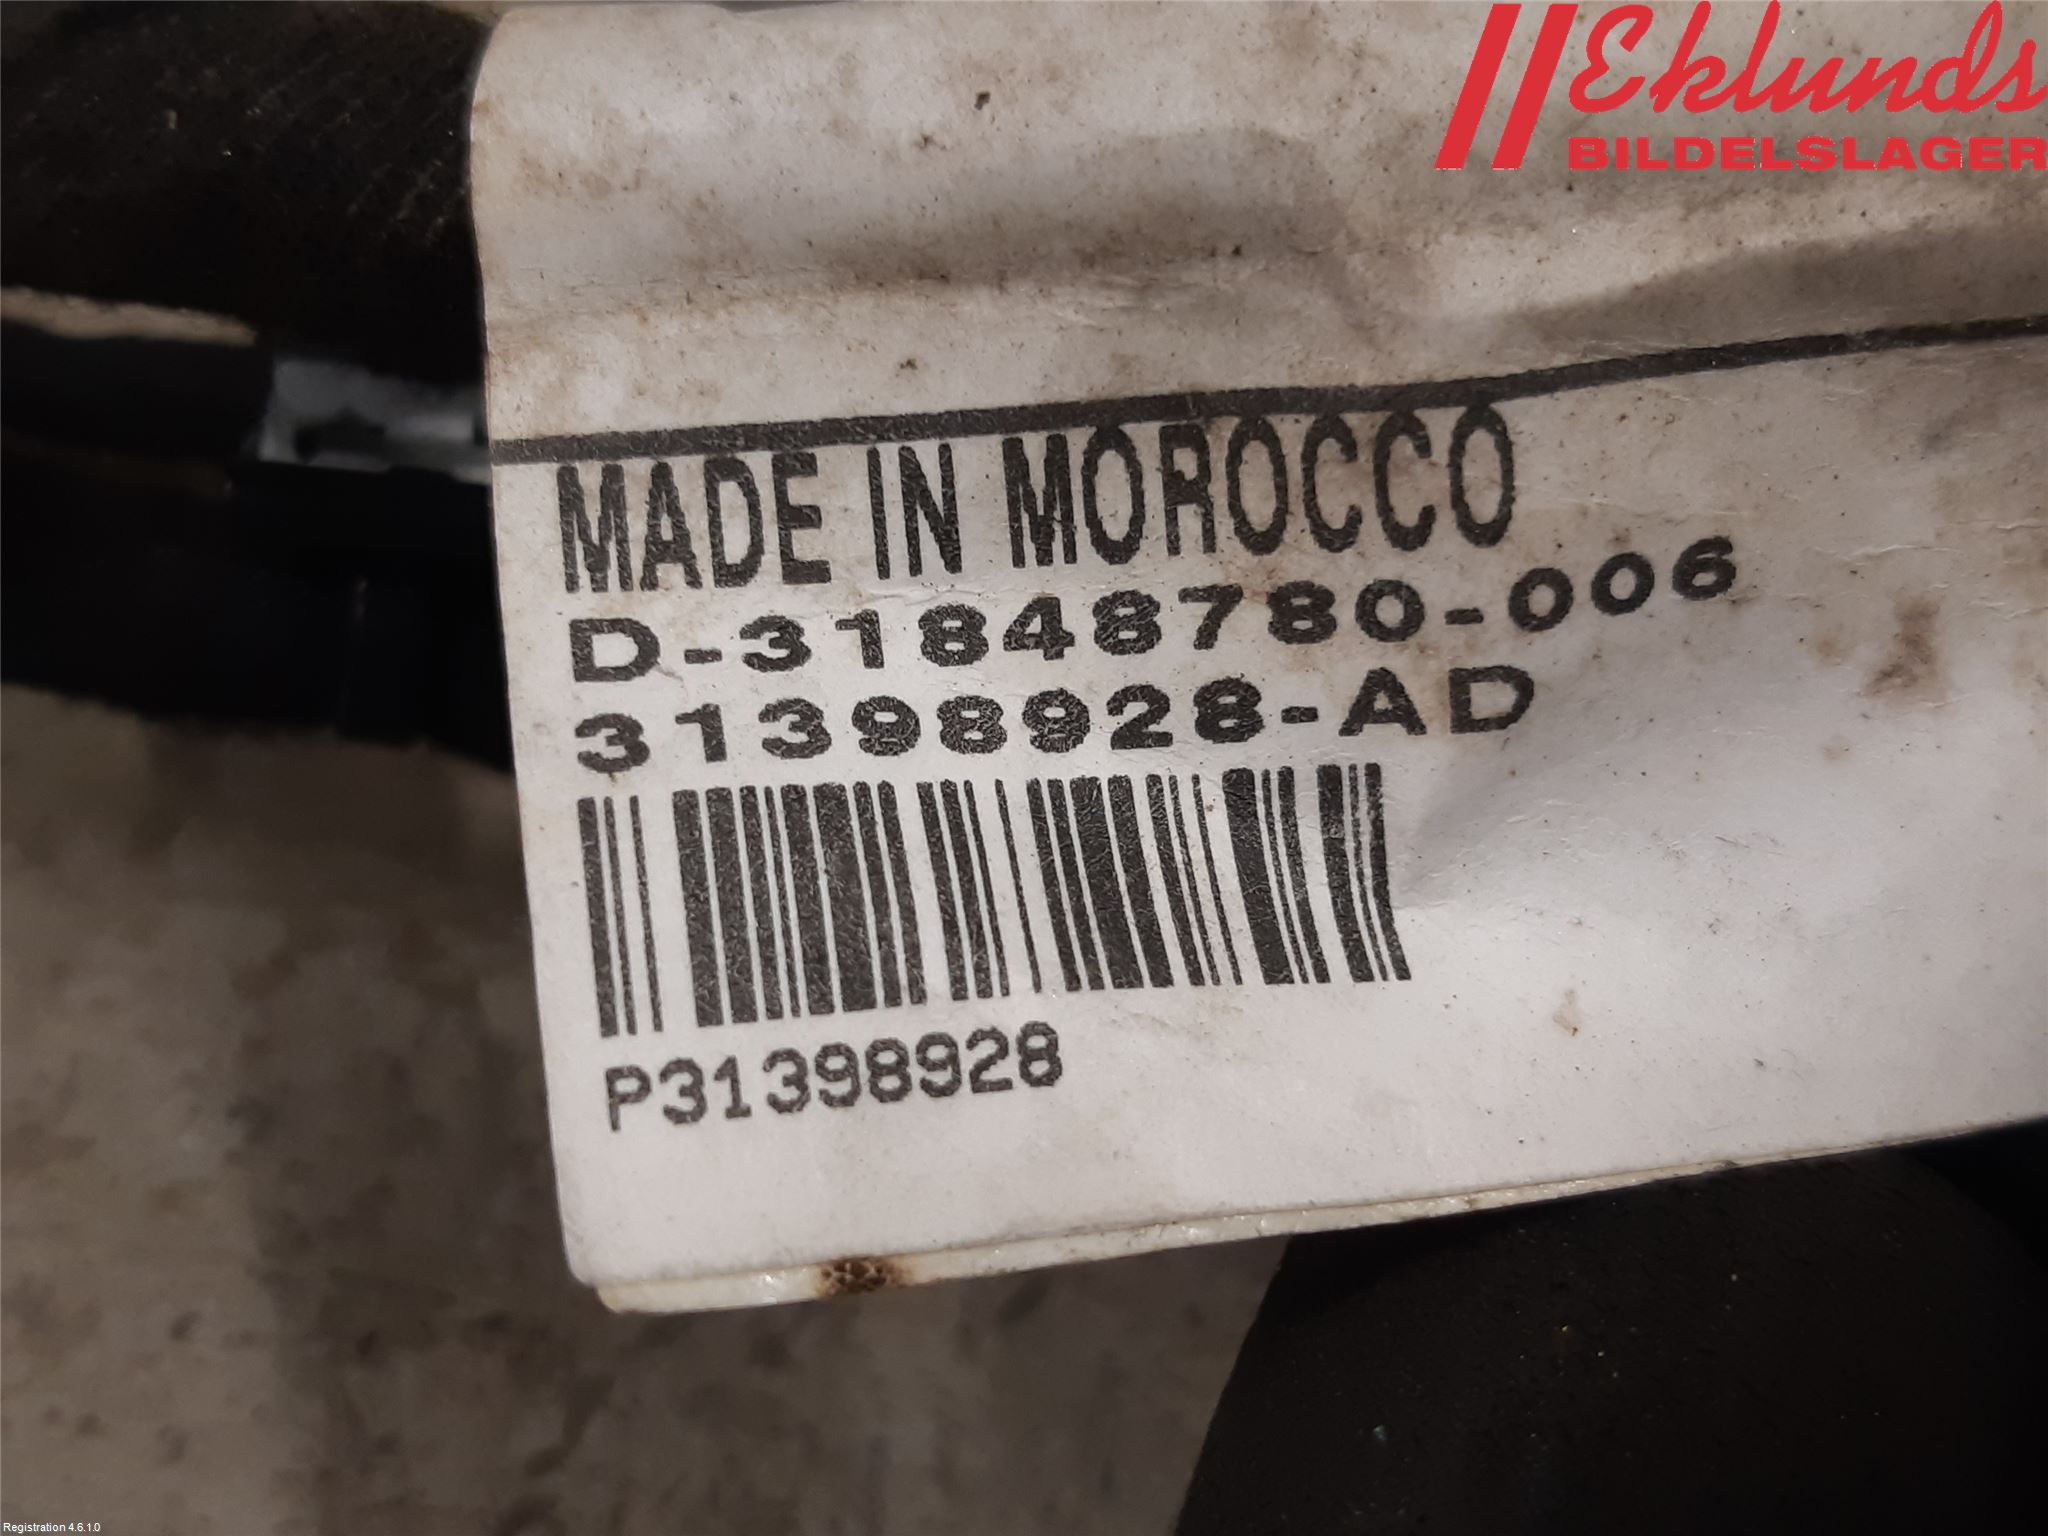 Eklunds
BILDELSLAGER
MADE IN MOROCCO
D-31848780-006
31398928-AD
P31398928
Registration 4.6.1.0